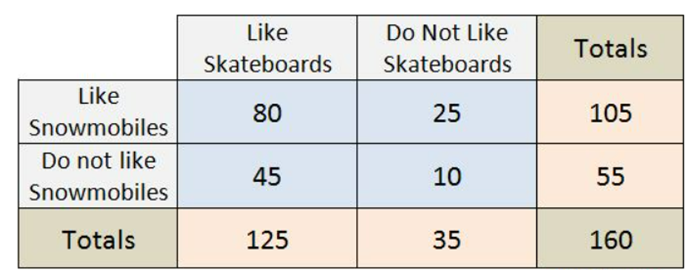 Like Skateboards
Do Not Like Skateboards
Totals
Like Snowmobiles
80
25
105
Do not like Snowmobiles
45
10
55
Totals
125
35
160